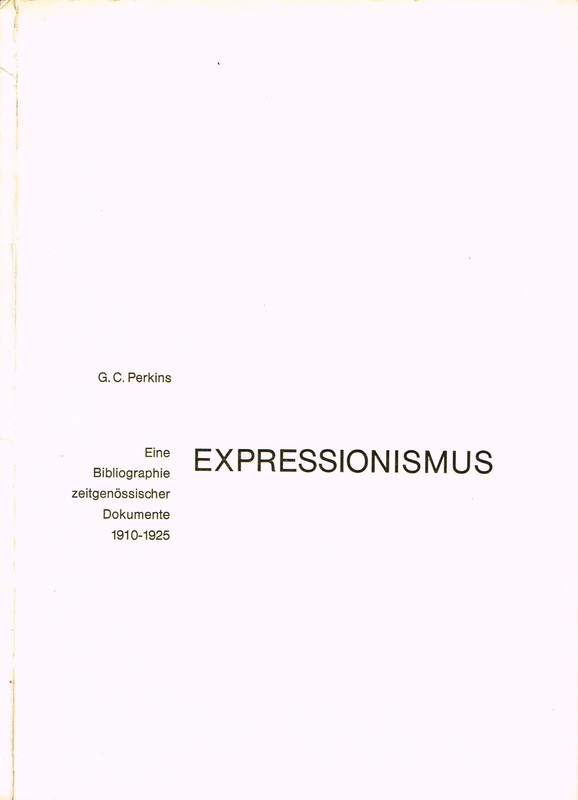 G. C. Perkins
Eine
Bibliographie
zeitgenössischer
Dokumente
1910-1925
EXPRESSIONISMUS